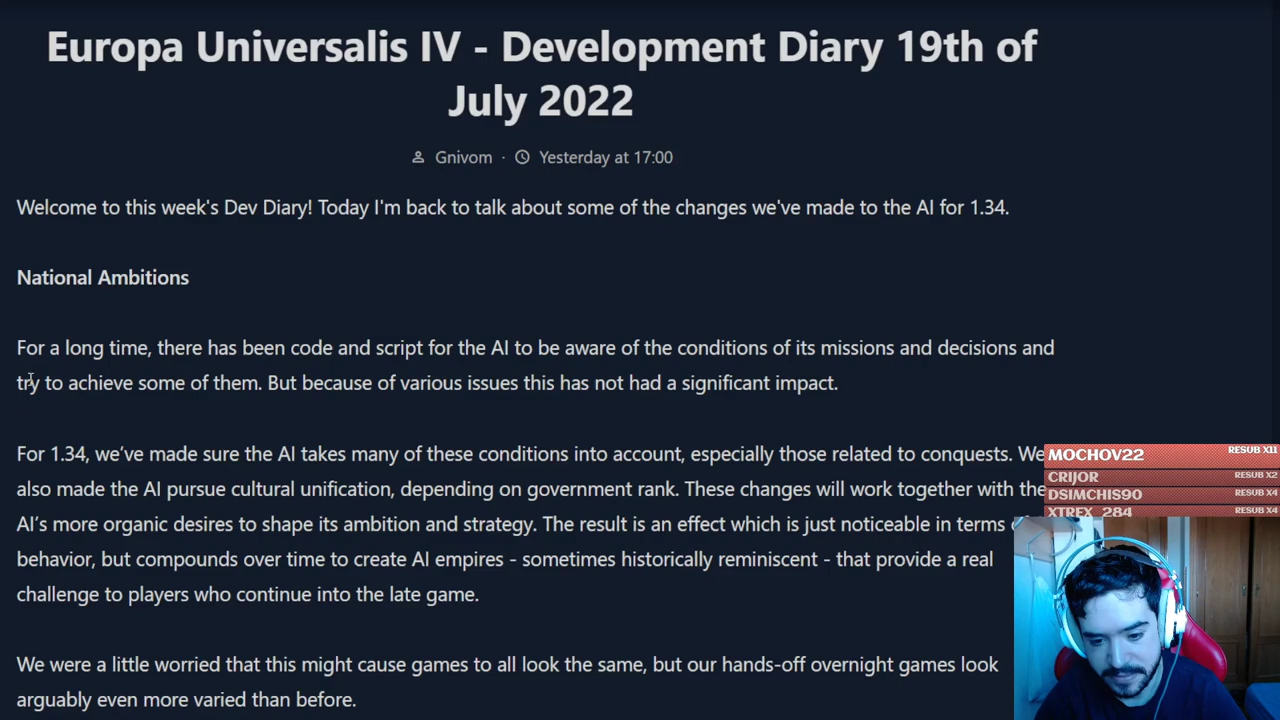 Europa Universalis IV - Development Diary 19th of
July 2022
Gnivom · Yesterday at 17:00
Welcome to this week's Dev Diary! Today I'm back to talk about some of the changes we've made to the AI for 1.34.
National Ambitions
For a long time, there has been code and script for the AI to be aware of the conditions of its missions and decisions and
try to achieve some of them. But because of various issues this has not had a significant impact.
For 1.34, we’ve made sure the AI takes many of these conditions into account, especially those related to conquests. We
also made the AI pursue cultural unification, depending on government rank. These changes will work together with the
AI’s more organic desires to shape its ambition and strategy. The result is an effect which is just noticeable in terms
behavior, but compounds over time to create AI empires - sometimes historically reminiscent - that provide a real
challenge to players who continue into the late game.
We were a little worried that this might cause games to all look the same, but our hands-off overnight games look
arguably even more varied than before.
MOCHOV22 RESUB X11
CRIJOR RESUB X2
DSIMCHIS90 RESUB X4
XTREX_284 RESUB X4